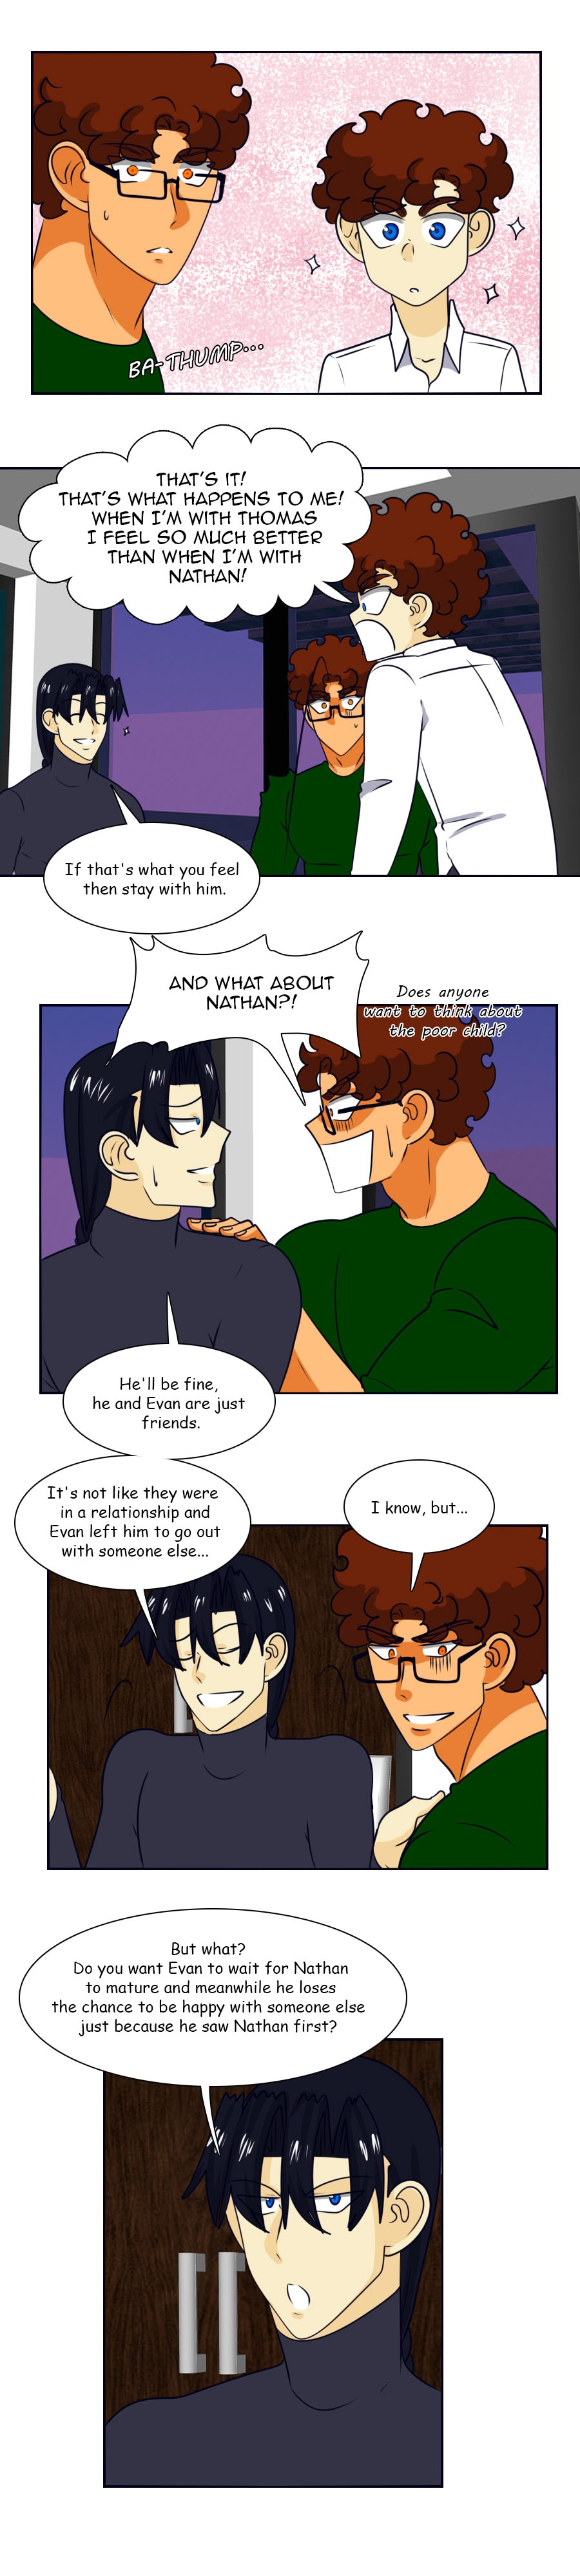 BA-THUMP...
THAT'S IT!
THAT'S WHAT HAPPENS TO ME!
WHEN I'M WITH THOMAS
I FEEL SO MUCH BETTER
THAN WHEN I'M WITH
NATHAN!
If that's what you feel
then stay with him.
AND WHAT ABOUT
NATHAN?!
Does anyone
want to think about
the poor child?
He'll be fine,
he and Evan are just
friends.
It's not like they were
in a relationship and
Evan left him to go out
with someone else...
I know, but...
But what?
Do you want Evan to wait for Nathan
to mature and meanwhile he loses
the chance to be happy with someone else
just because he saw Nathan first?